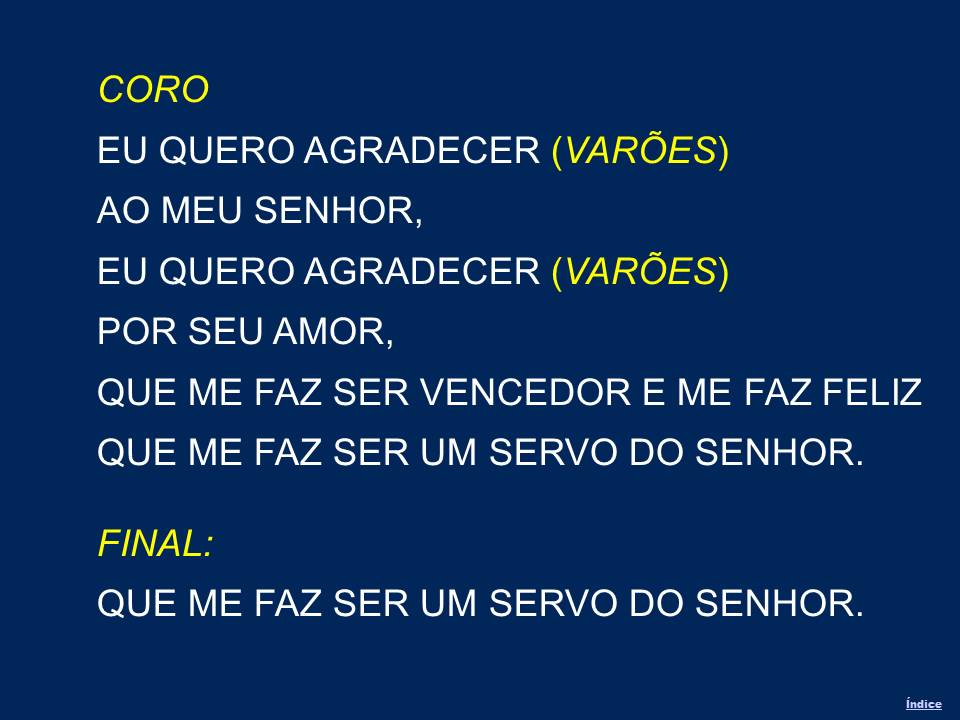 CORO
EU QUERO AGRADECER (VARÕES)
AO MEU SENHOR,
EU QUERO AGRADECER (VARÕES)
POR SEU AMOR,
QUE ME FAZ SER VENCEDOR E ME FAZ FELIZ
QUE ME FAZ SER UM SERVO DO SENHOR.
FINAL:
QUE ME FAZ SER UM SERVO DO SENHOR.
Índice